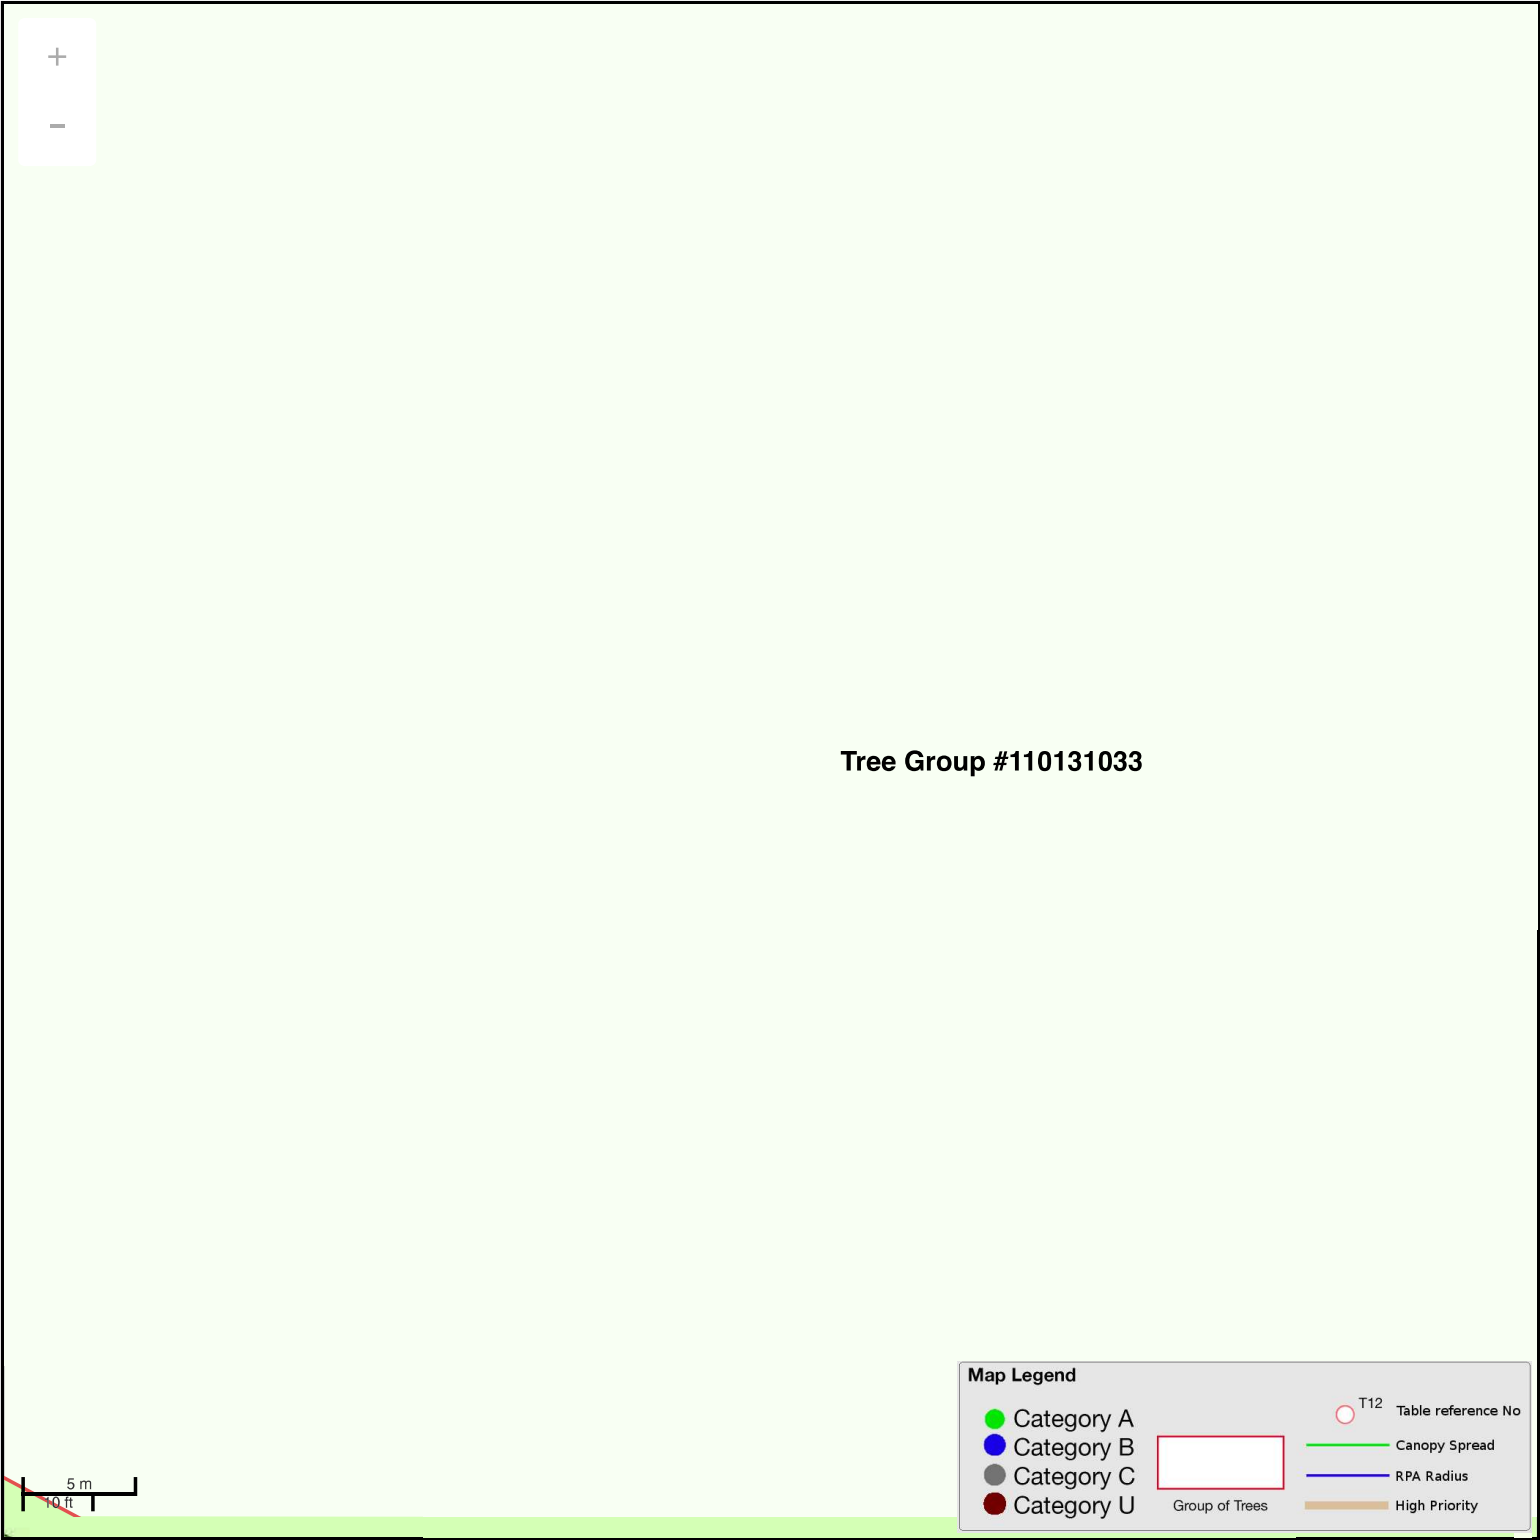 +
-
Tree Group #110131033
Map Legend
Category A
Category B
Category C
Category U
Group of Trees
T12
Table reference No
Canopy Spread
RPA Radius
High Priority
5 m
10 ft